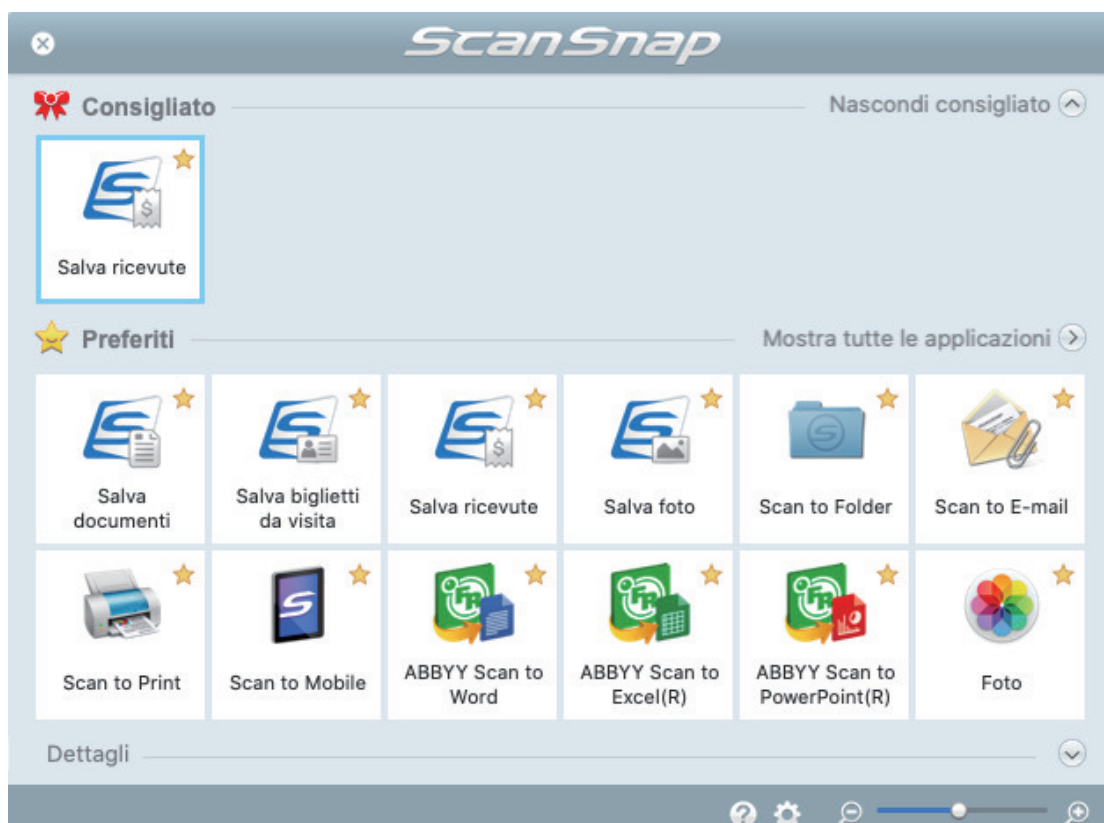 ScanSnap
Consigliato
Nascondi consigliato
Salva ricevute
Preferiti
Mostra tutte le applicazioni
Salva
documenti
Salva biglietti
da visita
Salva ricevute
Salva foto
Scan to Folder
Scan to E-mail
Scan to Print
Scan to Mobile
ABBYY Scan to
Word
ABBYY Scan to
Excel(R)
ABBYY Scan to
PowerPoint(R)
Foto
Dettagli